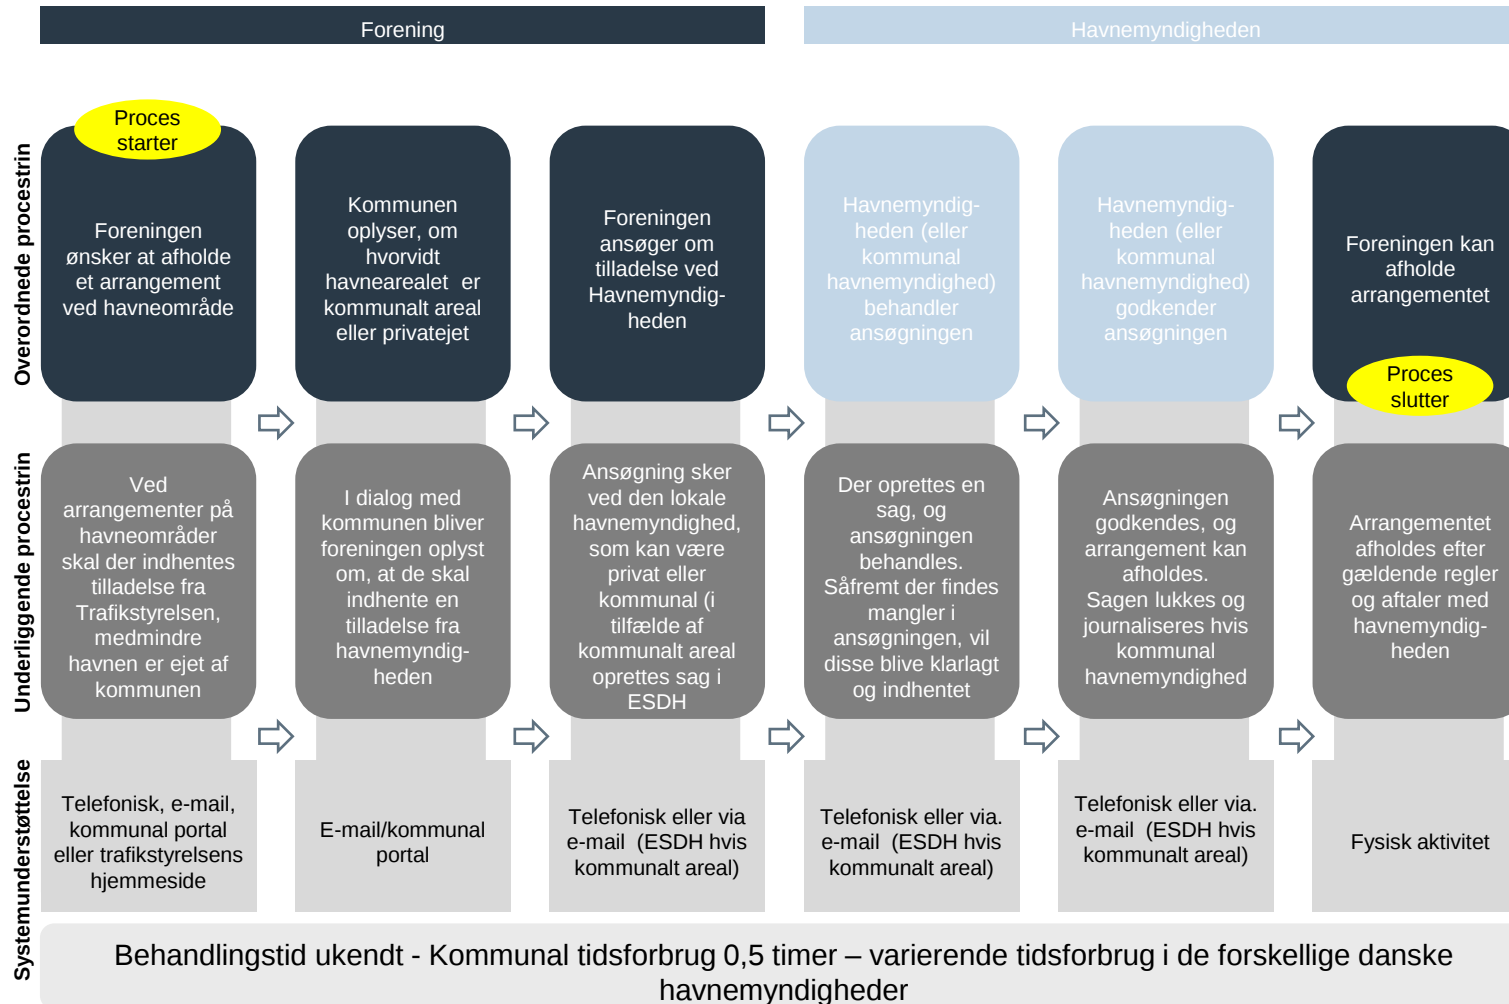 Forening
Havnemyndigheden
Overordnede procestrin
Proces
starter
Foreningen
ønsker at afholde
et arrangement
ved havneområde
Kommunen
oplyser, om
hvorvidt
havnearealet er
kommunalt areal
eller privatejet
Foreningen
ansøger om
tilladelse ved
Havnemyndig-
heden
Havnemyndig-
heden (eller
kommunal
havnemyndighed)
behandler
ansøgningen
Havnemyndig-
heden (eller
kommunal
havnemyndighed)
godkender
ansøgningen
Foreningen kan
afholde
arrangementet
Proces
slutter
Underliggende procestrin
Ved
arrangementer på
havneområder
skal der indhentes
tilladelse fra
Trafikstyrelsen,
medmindre
havnen er ejet af
kommunen
I dialog med
kommunen bliver
foreningen oplyst
om, at de skal
indhente en
tilladelse fra
havnemyndig-
heden
Ansøgning sker
ved den lokale
havnemyndighed,
som kan være
privat eller
kommunal (i
tilfælde af
kommunalt areal
oprettes sag i
ESDH
Der oprettes en
sag, og
ansøgningen
behandles.
Såfremt der findes
mangler i
ansøgningen, vil
disse blive klarlagt
og indhentet
Ansøgningen
godkendes, og
arrangement kan
afholdes.
Sagen lukkes og
journaliseres hvis
kommunal
havnemyndighed
Arrangementet
afholdes efter
gældende regler
og aftaler med
havnemyndig-
heden
Systemunderstøttelse
Telefonisk, e-mail,
kommunal portal
eller trafikstyrelsens
hjemmeside
E-mail/kommunal
portal
Telefonisk eller via
e-mail (ESDH hvis
kommunalt areal)
Telefonisk eller via.
e-mail (ESDH hvis
kommunalt areal)
Telefonisk eller via.
e-mail (ESDH hvis
kommunalt areal)
Fysisk aktivitet
Behandlingstid ukendt - Kommunal tidsforbrug 0,5 timer – varierende tidsforbrug i de forskellige danske
havnemyndigheder